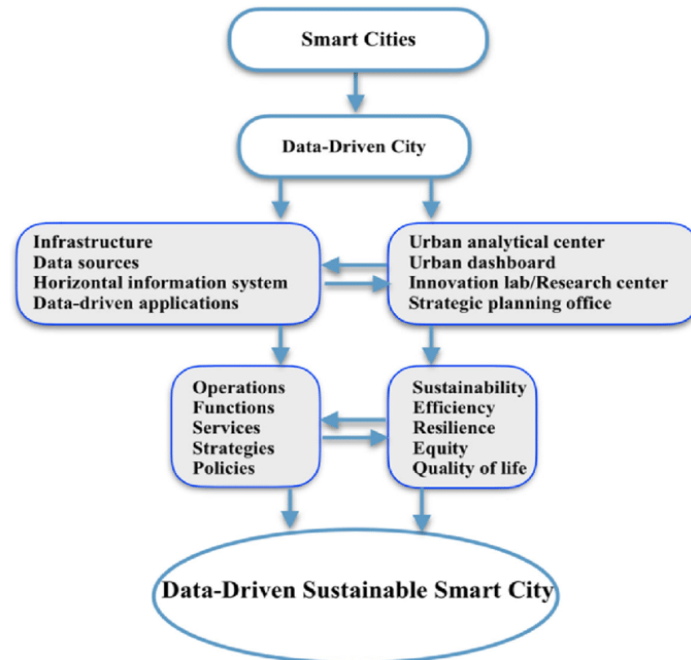 Smart Cities
Data-Driven City
Infrastructure
Data sources
Horizontal information system
Data-driven applications
Urban analytical center
Urban dashboard
Innovation lab/Research center
Strategic planning office
Operations
Functions
Services
Strategies
Policies
Sustainability
Efficiency
Resilience
Equity
Quality of life
Data-Driven Sustainable Smart City